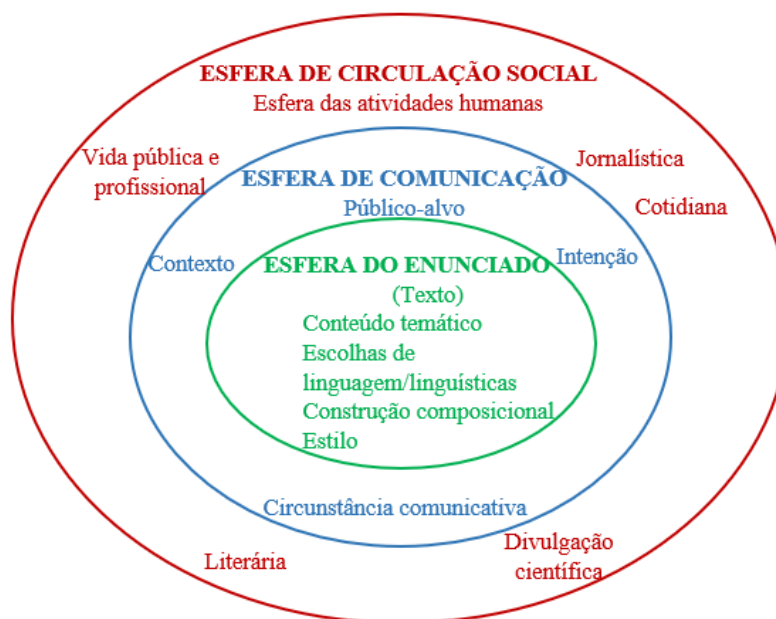 ESFERA DE CIRCULAÇÃO SOCIAL
Esfera das atividades humanas
Vida pública e
profissional
Jornalística
Cotidiana
ESFERA DE COMUNICAÇÃO
Público-alvo
Contexto
Intenção
ESFERA DO ENUNCIADO
(Texto)
Conteúdo temático
Escolhas de
linguagem/linguísticas
Construção composicional
Estilo
Circunstância comunicativa
Literária
Divulgação
científica